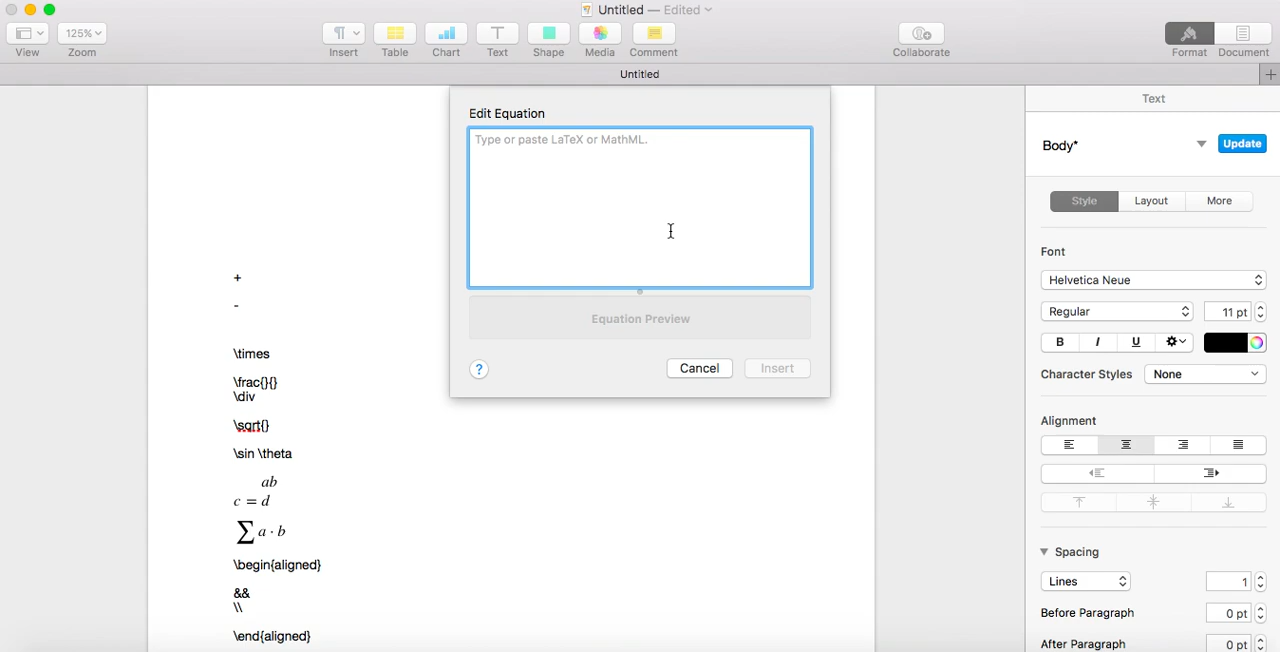 Untitled — Edited
125%
View
Zoom
Insert
Table
Chart
T
Text
Shape
Media
Comment
Collaborate
Format
Document
Untitled
+
Edit Equation
Type or paste LaTeX or MathML.
Equation Preview
?
Cancel
Insert
+
-
\times
\frac{}{}
\div
\sqrt{}
\sin \theta
ab
c = d
∑ a · b
\begin{aligned}
&&
\\
\end{aligned}
Text
Body*
Update
Style
Layout
More
Font
Helvetica Neue
Regular
11 pt
B
I
U
Character Styles
None
Alignment
Spacing
Lines
1
Before Paragraph
0 pt
After Paragraph
0 pt